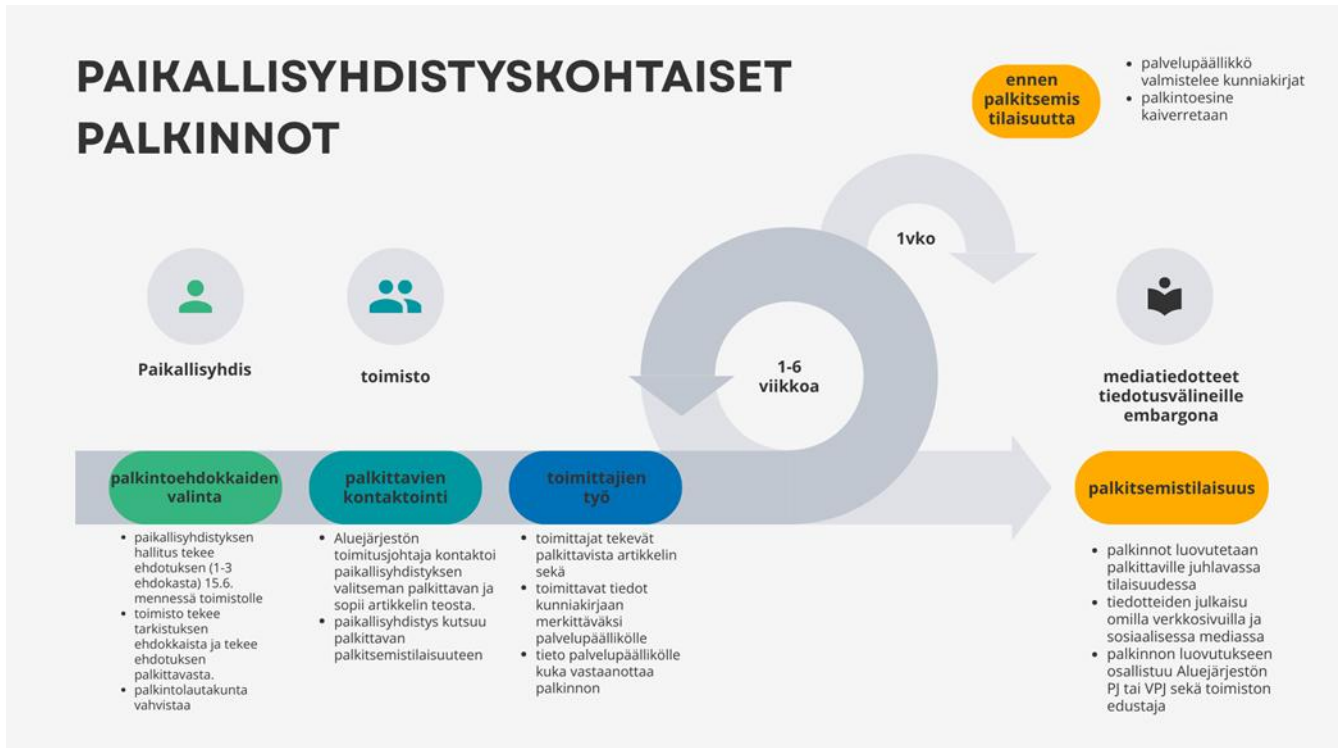 PAIKALLISYHDISTYSKOHTAISET
PALKINNOT
ennen
palkitsemis
tilaisuutta
• palvelupäällikkö
valmistelee kunniakirjat
• palkintoesine
kaiverretaan
1vko
1-6
viikkoa
Paikallisyhdis
toimisto
mediatiedotteet
tiedotusvälineille
embargona
palkintoehdokkaiden
valinta
• paikallisyhdistyksen
hallitus tekee
ehdotuksen (1-3
ehdokasta) 15.6.
mennessä toimistolle
• toimisto tekee
tarkistuksen
ehdokkaista ja tekee
ehdotuksen
palkittavasta.
• palkintolautakunta
vahvistaa
palkittavien
kontaktointi
• Aluejärjestön
toimitusjohtaja kontaktoi
paikallisyhdistyksen
valitseman palkittavan ja
sopii artikkelin teosta.
• paikallisyhdistys kutsuu
palkittavan
palkitsemistilaisuuteen
toimittajien
työ
• toimittajat tekevät
palkittavista artikkelin
sekä
• toimittavat tiedot
kunniakirjaan
merkittäväksi
palvelupäällikölle
• tieto palvelupäällikölle
kuka vastaanottaa
palkinnon
palkitsemistilaisuus
• palkinnot luovutetaan
palkittaville juhlavassa
tilaisuudessa
• tiedotteiden julkaisu
omilla verkkosivuilla ja
sosiaalisessa mediassa
• palkinnon luovutukseen
osallistuu Aluejärjestön
PJ tai VPJ sekä toimiston
edustaja